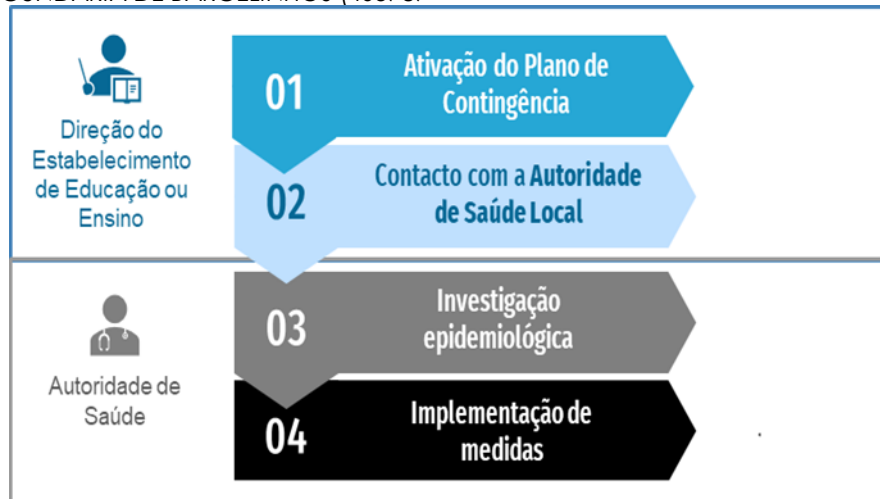 01
Ativação do Plano de
Contingência
Direção do
Estabelecimento
de Educação ou
Ensino
02
Contacto com a Autoridade
de Saúde Local
03
Investigação
epidemiológica
Autoridade de
Saúde
04
Implementação de
medidas
.